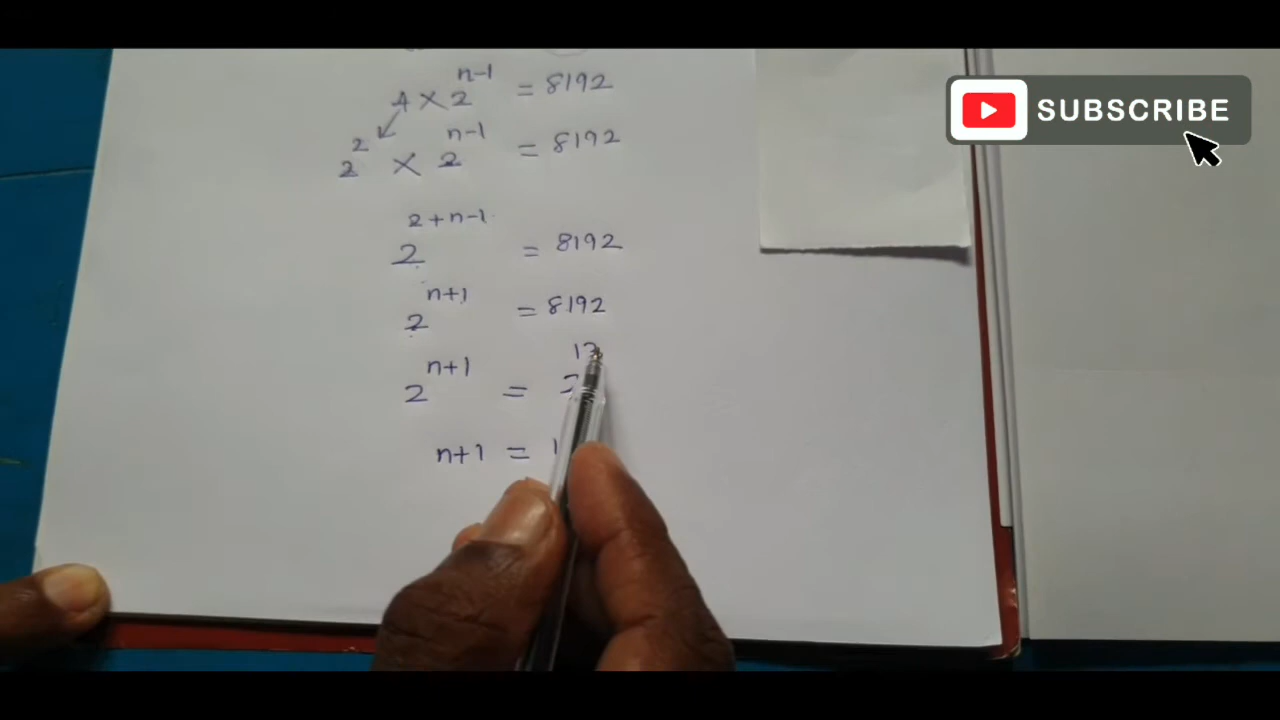 4 × 2^(n-1) = 8192
2^2 × 2^(n-1) = 8192
2^(2+n-1) = 8192
2^(n+1) = 8192
2^(n+1) = 2^13
n+1 = 1
SUBSCRIBE